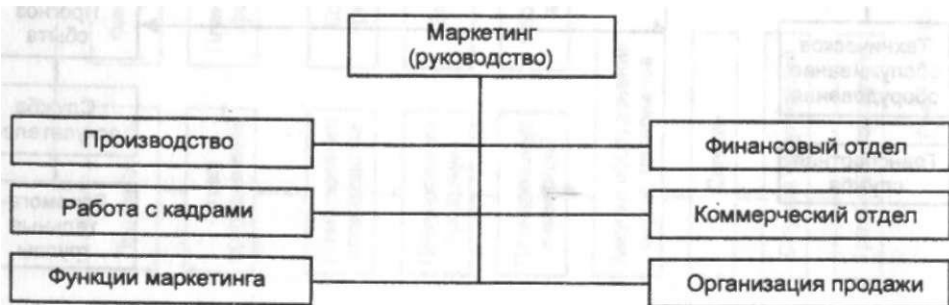 Маркетинг
(руководство)
Производство
Финансовый отдел
Работа с кадрами
Коммерческий отдел
Функции маркетинга
Организация продажи